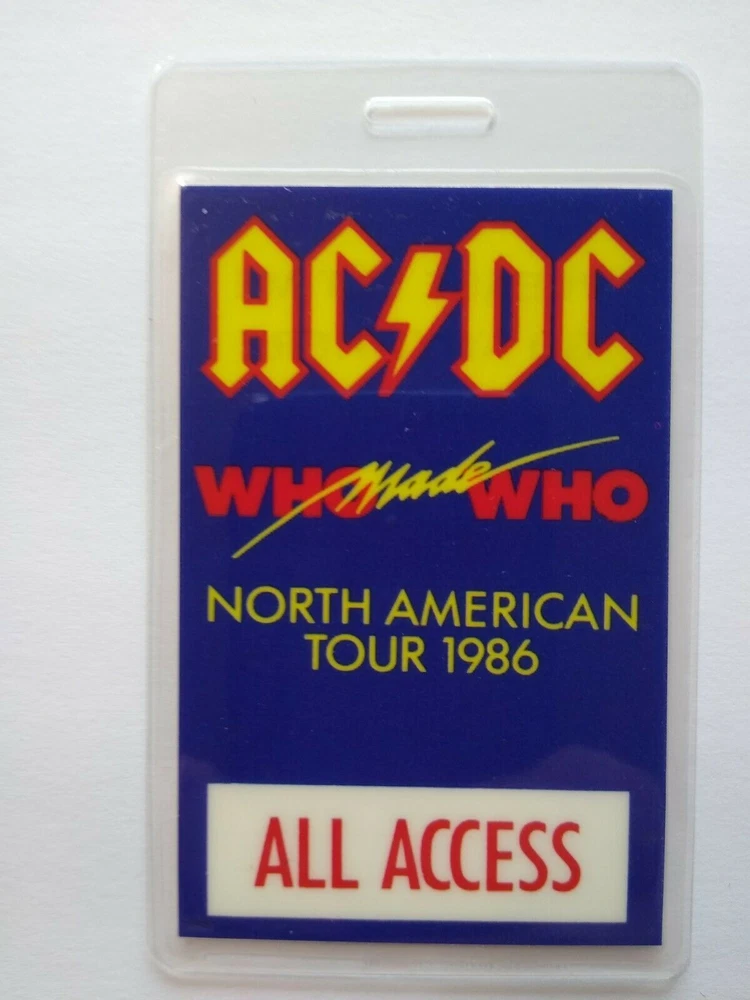 AC⚡DC
WHO Made WHO
NORTH AMERICAN
TOUR 1986
ALL ACCESS